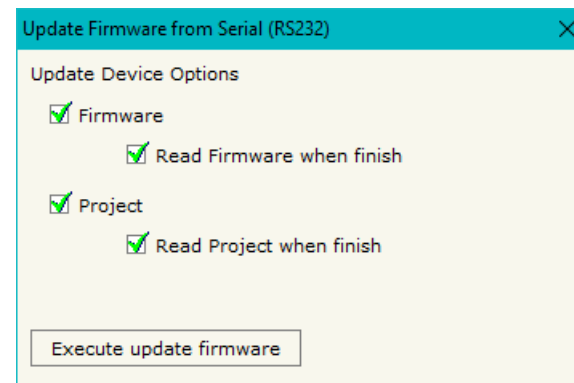 Update Firmware from Serial (RS232)
Update Device Options
Firmware
Read Firmware when finish
Project
Read Project when finish
Execute update firmware